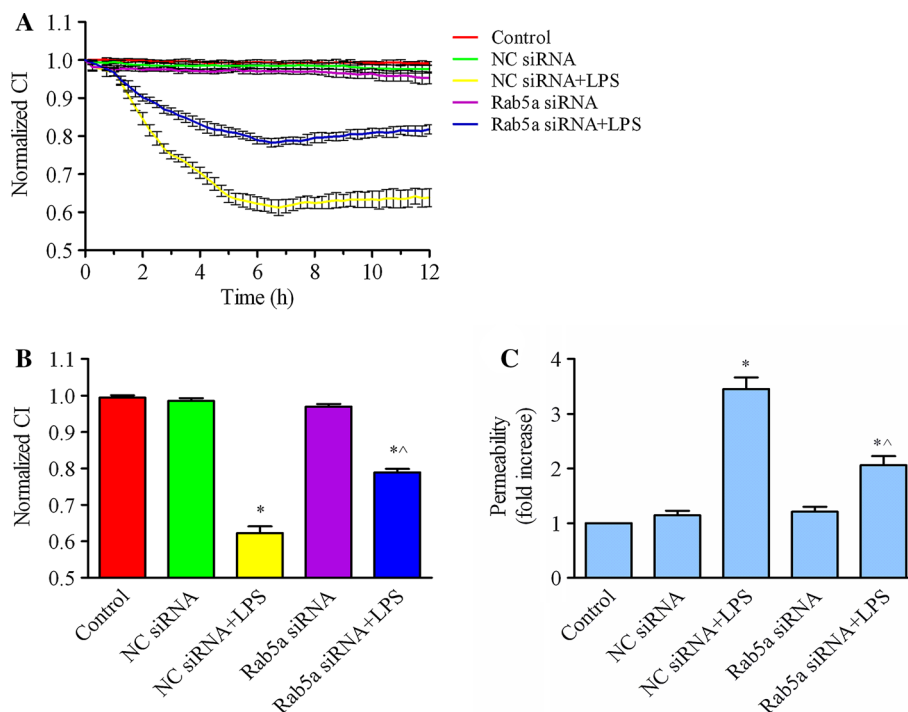 A
Normalized CI
1.1
1.0
0.9
0.8
0.7
0.6
0.5
0
2
4
6
8
10
12
Time (h)
Control
NC siRNA
NC siRNA+LPS
Rab5a siRNA
Rab5a siRNA+LPS
B
Normalized CI
1.1
1.0
0.9
0.8
0.7
0.6
0.5
*
*^
Control
NC siRNA
NC siRNA+LPS
Rab5a siRNA
Rab5a siRNA+LPS
C
Permeability
(fold increase)
4
3
2
1
0
*
*^
Control
NC siRNA
NC siRNA+LPS
Rab5a siRNA
Rab5a siRNA+LPS